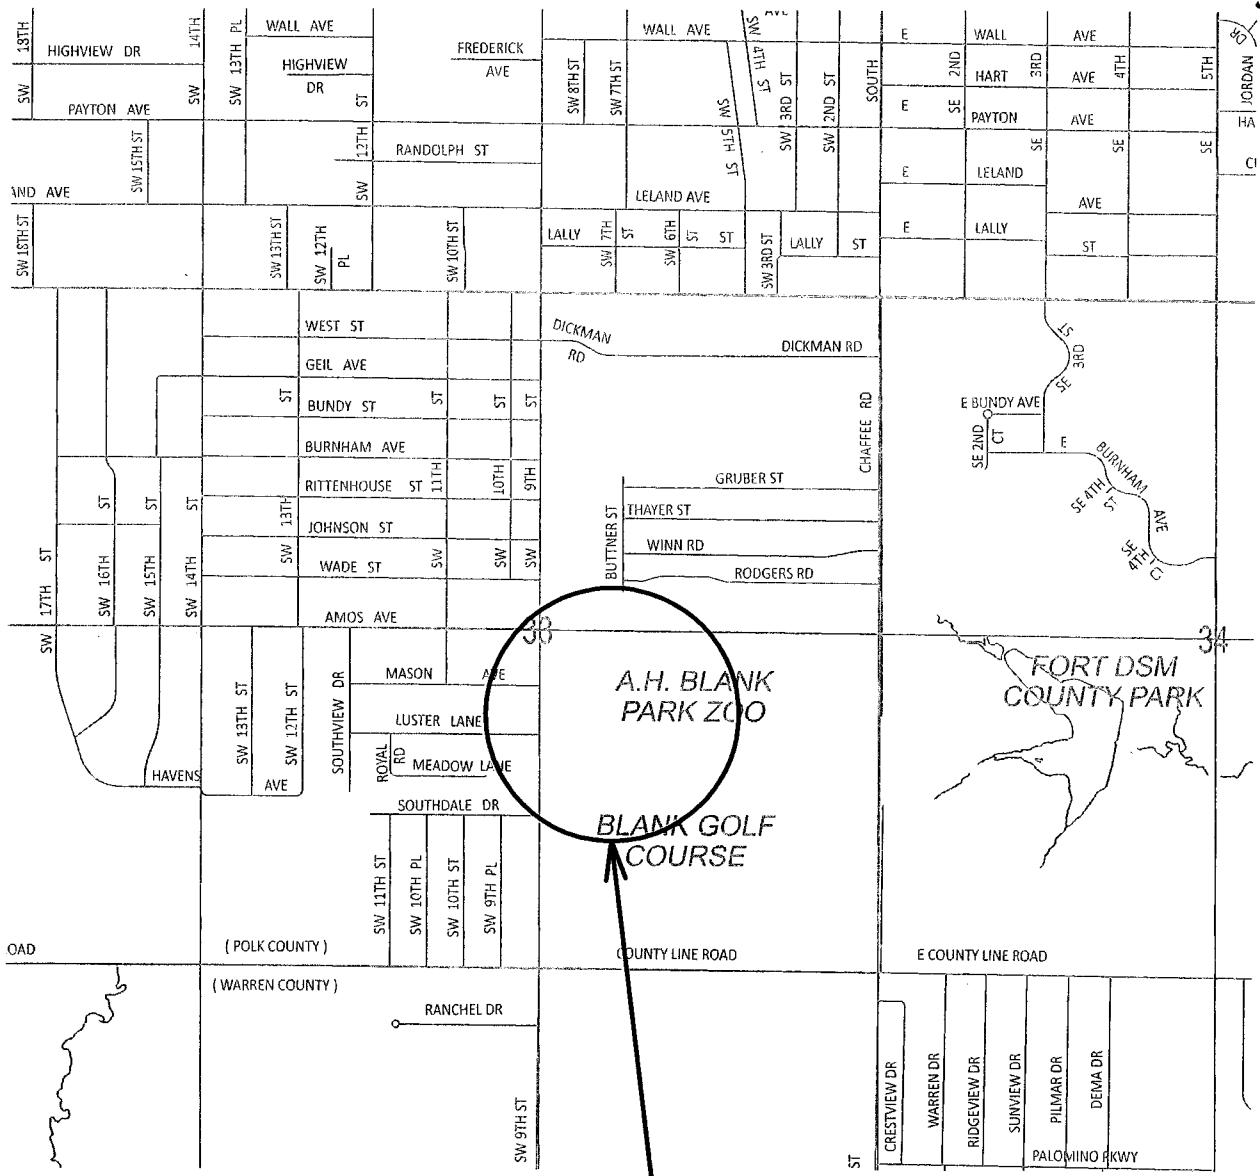 WALL AVE
AVE
WALL AVE
E WALL AVE
DR
SW 18TH
HIGHVIEW DR
14TH
SW
SW 13TH PL
HIGHVIEW
DR
FREDERICK
AVE
SW 8TH ST
SW 7TH ST
SW 4TH ST
SW 5TH ST
SW 3RD ST
SW 2ND ST
SOUTH
SE 2ND
HART AVE
SE 3RD
SE 4TH
SE 5TH
JORDAN
HA
PAYTON AVE
E
E PAYTON AVE
SW 15TH ST
SW 12TH ST
RANDOLPH ST
E LELAND
AVE
LELAND AVE
SW 18TH ST
SW 13TH ST
SW 12TH
PL
SW 10TH ST
LALLY ST ST ST
SW 7TH
SW 6TH
SW 3RD ST
LALLY ST
E LALLY
ST
WEST ST
DICKMAN
RD
DICKMAN RD
SE 3RD ST
GEIL AVE
BUNDY ST
ST
ST
ST
ST
CHAFFEE RD
E BUNDY AVE
SE 2ND
CT
BURNHAM AVE
E BURNHAM AVE
RITTENHOUSE ST
11TH
10TH
9TH
GRUBER ST
SE 4TH
ST
BUTTNER ST
THAYER ST
JOHNSON ST
SW 13TH
SW
SW
SW
WINN RD
SE
4TH
CT
WADE ST
RODGERS RD
SW 17TH ST
SW 16TH ST
SW 15TH ST
SW 14TH ST
AMOS AVE
33
34
MASON AVE
A.H. BLANK
PARK ZOO
FORT DSM
COUNTY PARK
SW 13TH ST
SW 12TH ST
SOUTHVIEW DR
LUSTER LANE
ROYAL
RD
MEADOW LANE
HAVENS
AVE
SOUTHDALE DR
BLANK GOLF
COURSE
SW 11TH ST
SW 10TH PL
SW 10TH ST
SW 9TH PL
OAD
( POLK COUNTY )
COUNTY LINE ROAD
E COUNTY LINE ROAD
( WARREN COUNTY )
RANCHEL DR
SW 9TH ST
ST
CRESTVIEW DR
WARREN DR
RIDGEVIEW DR
SUNVIEW DR
PILMAR DR
DEMA DR
PALOMINO PKWY